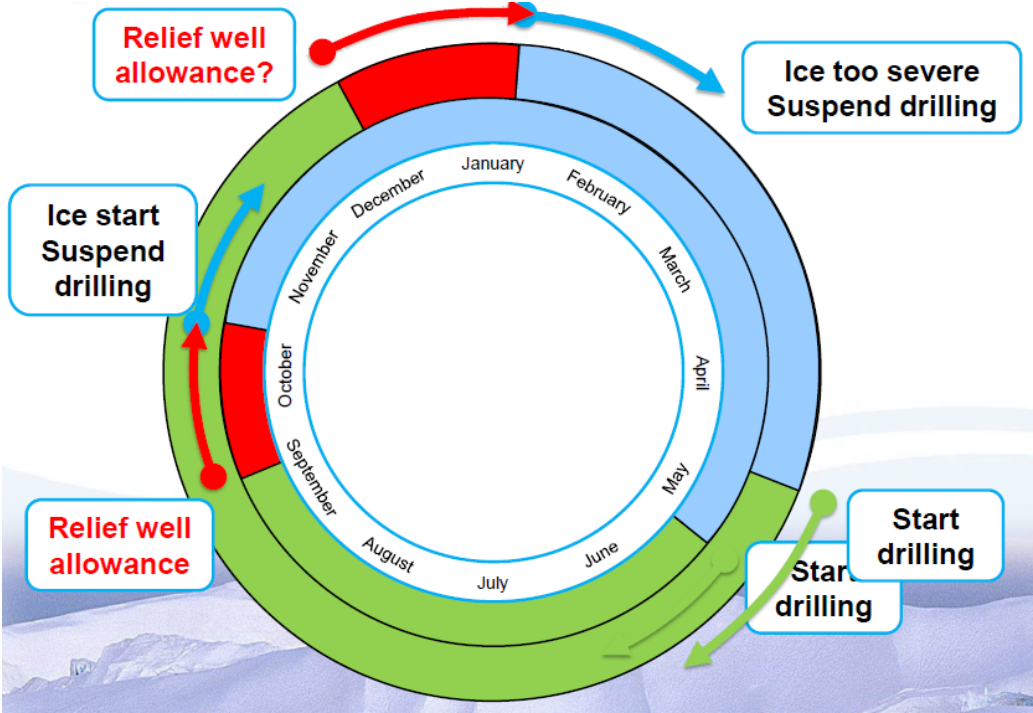 Relief well
allowance?
Ice too severe
Suspend drilling
Ice start
Suspend
drilling
Relief well
allowance
Start
drilling
Start
drilling
January
February
March
April
May
June
July
August
September
October
November
December